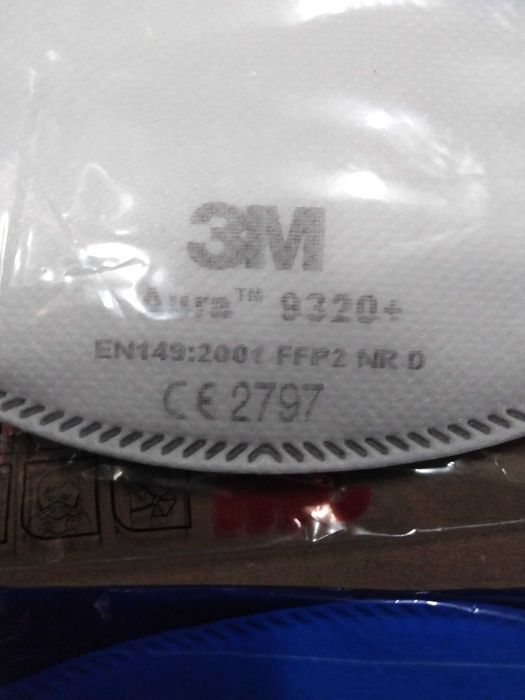 3M
Aura™ 9320+
EN149:2001 FFP2 NR D
CE 2797